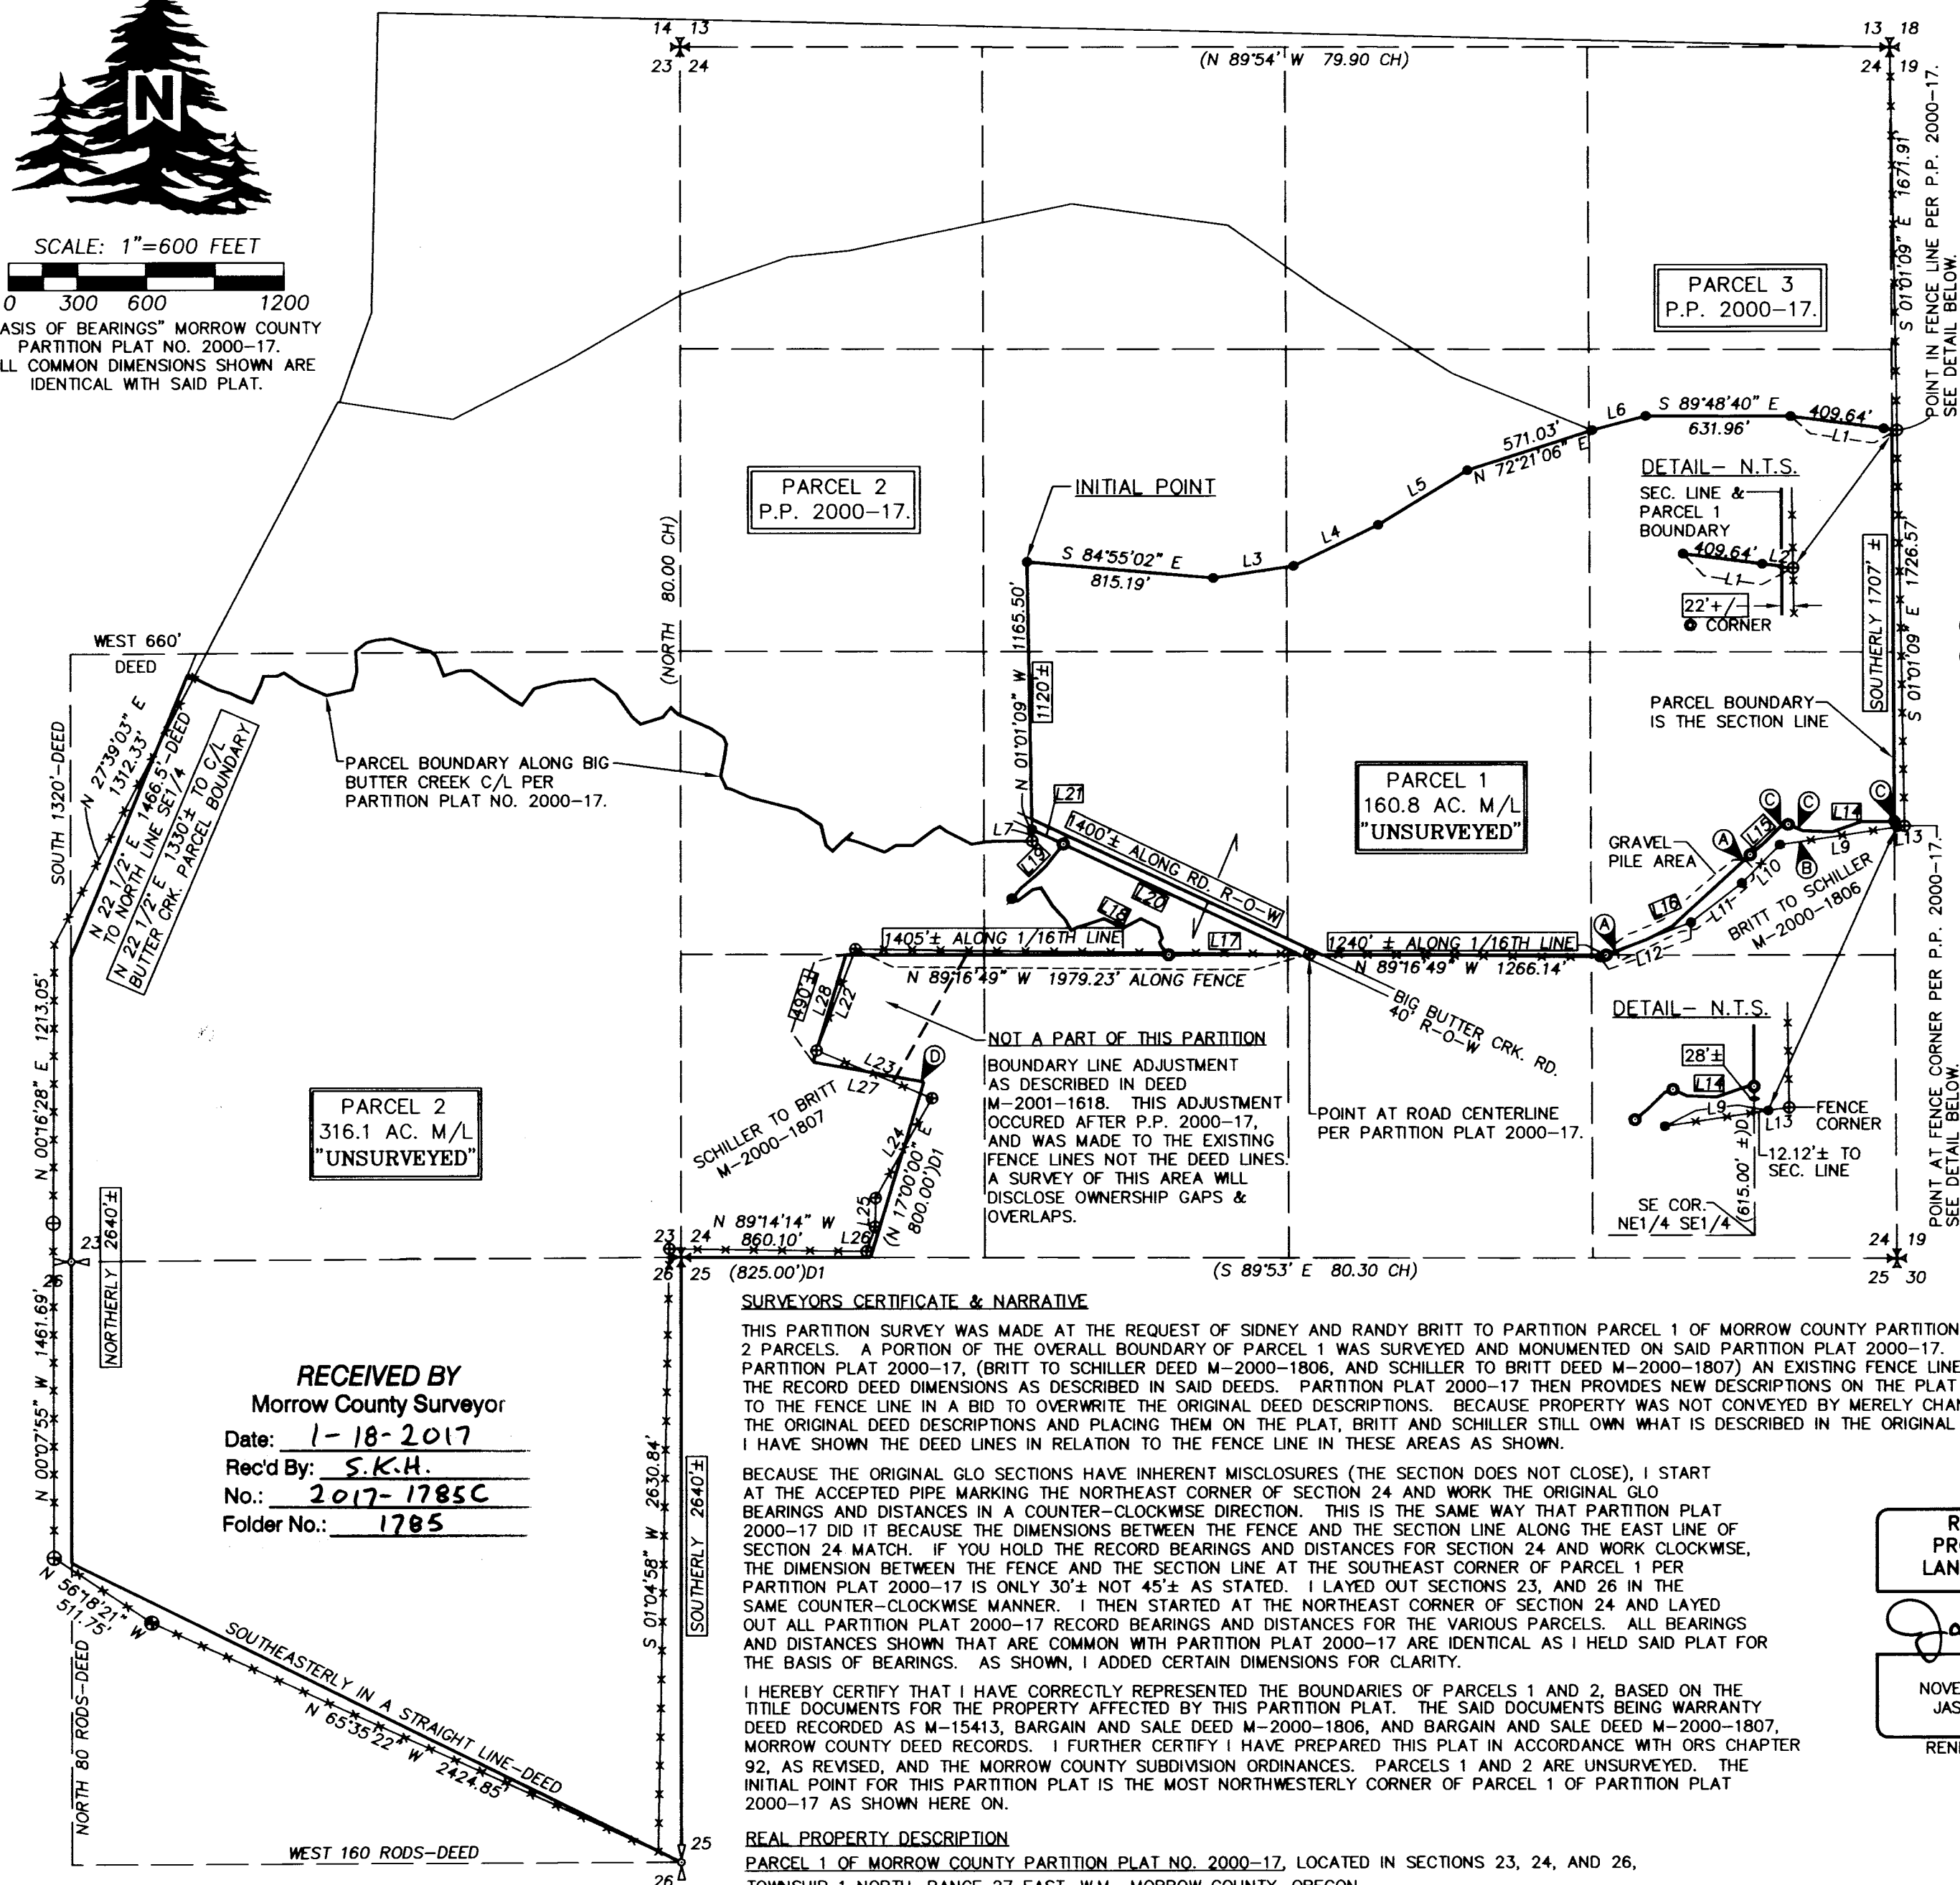 N
SCALE: 1"=600 FEET
0 300 600 1200
ASIS OF BEARINGS" MORROW COUNTY
PARTITION PLAT NO. 2000-17.
LL COMMON DIMENSIONS SHOWN ARE
IDENTICAL WITH SAID PLAT.
14 13
23 24
(N 89°54' W 79.90 CH)
13 18
24 19
S 01°01'09" E 1671.91'
POINT IN FENCE LINE PER P.P. 2000-17.
SEE DETAIL BELOW.
PARCEL 3
P.P. 2000-17.
PARCEL 2
P.P. 2000-17.
INITIAL POINT
S 84°55'02" E
815.19'
L3
L4
L5
571.03'
N 72°21'06" E
L6
S 89°48'40" E
631.96'
409.64'
L1
DETAIL- N.T.S.
SEC. LINE &
PARCEL 1
BOUNDARY
409.64'
L2
L1
22'+/-
CORNER
SOUTHERLY 1707' ±
S 01°01'09" E 1726.57'
(NORTH 80.00 CH)
N 01°01'09" W 1165.50'
1120'±
WEST 660'
DEED
SOUTH 1320'-DEED
N 27°39'03" E
1312.33'
N 22 1/2° E 1466.5'-DEED
TO NORTH LINE SE1/4
N 22 1/2° E 1330'± TO C/L
BUTTER CRK. PARCEL BOUNDARY
PARCEL BOUNDARY ALONG BIG
BUTTER CREEK C/L PER
PARTITION PLAT NO. 2000-17.
PARCEL BOUNDARY
IS THE SECTION LINE
PARCEL 1
160.8 AC. M/L
"UNSURVEYED"
L7
L21
L19
1400'± ALONG RD. R-O-W
L20
L18
L17
GRAVEL
PILE AREA
A
L15
C
C
L14
C
L13
L9
B
L10
L11
L16
A
L12
BRITT TO SCHILLER
M-2000-1806
1405'± ALONG 1/16TH LINE
N 89°16'49" W 1979.23' ALONG FENCE
1240' ± ALONG 1/16TH LINE
N 89°16'49" W 1266.14'
BIG BUTTER CRK. RD.
40' R-O-W
490'±
L28
L22
L23
L27
D
SCHILLER TO BRITT
M-2000-1807
L24
L25
L26
(N 17°00'00" E
800.00')D1
NOT A PART OF THIS PARTITION
BOUNDARY LINE ADJUSTMENT
AS DESCRIBED IN DEED
M-2001-1618. THIS ADJUSTMENT
OCCURED AFTER P.P. 2000-17,
AND WAS MADE TO THE EXISTING
FENCE LINES NOT THE DEED LINES.
A SURVEY OF THIS AREA WILL
DISCLOSE OWNERSHIP GAPS &
OVERLAPS.
POINT AT ROAD CENTERLINE
PER PARTITION PLAT 2000-17.
DETAIL- N.T.S.
28'±
L14
L9
L13
FENCE
CORNER
12.12'± TO
SEC. LINE
(615.00' ±)D
SE COR.
NE1/4 SE1/4
POINT AT FENCE CORNER PER P.P. 2000-17.
SEE DETAIL BELOW.
PARCEL 2
316.1 AC. M/L
"UNSURVEYED"
N 00°16'28" E 1213.05'
NORTHERLY 2640'±
23
26
N 00°07'55" W 1461.69'
N 89°14'14" W
860.10'
23 24
26 25
(825.00')D1
(S 89°53' E 80.30 CH)
24 19
25 30
S 01°04'58" W 2630.84'
SOUTHERLY 2640'±
N 56°18'21" W
511.75'
SOUTHEASTERLY IN A STRAIGHT LINE-DEED
N 65°35'22" W 2424.85'
NORTH 80 RODS-DEED
WEST 160 RODS-DEED
25
26
RECEIVED BY
Morrow County Surveyor
Date: 1-18-2017
Rec'd By: S.K.H.
No.: 2017-1785C
Folder No.: 1785
SURVEYORS CERTIFICATE & NARRATIVE
THIS PARTITION SURVEY WAS MADE AT THE REQUEST OF SIDNEY AND RANDY BRITT TO PARTITION PARCEL 1 OF MORROW COUNTY PARTITION
2 PARCELS. A PORTION OF THE OVERALL BOUNDARY OF PARCEL 1 WAS SURVEYED AND MONUMENTED ON SAID PARTITION PLAT 2000-17.
PARTITION PLAT 2000-17, (BRITT TO SCHILLER DEED M-2000-1806, AND SCHILLER TO BRITT DEED M-2000-1807) AN EXISTING FENCE LINE
THE RECORD DEED DIMENSIONS AS DESCRIBED IN SAID DEEDS. PARTITION PLAT 2000-17 THEN PROVIDES NEW DESCRIPTIONS ON THE PLAT
TO THE FENCE LINE IN A BID TO OVERWRITE THE ORIGINAL DEED DESCRIPTIONS. BECAUSE PROPERTY WAS NOT CONVEYED BY MERELY CHAN
THE ORIGINAL DEED DESCRIPTIONS AND PLACING THEM ON THE PLAT, BRITT AND SCHILLER STILL OWN WHAT IS DESCRIBED IN THE ORIGINAL
I HAVE SHOWN THE DEED LINES IN RELATION TO THE FENCE LINE IN THESE AREAS AS SHOWN.
BECAUSE THE ORIGINAL GLO SECTIONS HAVE INHERENT MISCLOSURES (THE SECTION DOES NOT CLOSE), I START
AT THE ACCEPTED PIPE MARKING THE NORTHEAST CORNER OF SECTION 24 AND WORK THE ORIGINAL GLO
BEARINGS AND DISTANCES IN A COUNTER-CLOCKWISE DIRECTION. THIS IS THE SAME WAY THAT PARTITION PLAT
2000-17 DID IT BECAUSE THE DIMENSIONS BETWEEN THE FENCE AND THE SECTION LINE ALONG THE EAST LINE OF
SECTION 24 MATCH. IF YOU HOLD THE RECORD BEARINGS AND DISTANCES FOR SECTION 24 AND WORK CLOCKWISE,
THE DIMENSION BETWEEN THE FENCE AND THE SECTION LINE AT THE SOUTHEAST CORNER OF PARCEL 1 PER
PARTITION PLAT 2000-17 IS ONLY 30'± NOT 45'± AS STATED. I LAYED OUT SECTIONS 23, AND 26 IN THE
SAME COUNTER-CLOCKWISE MANNER. I THEN STARTED AT THE NORTHEAST CORNER OF SECTION 24 AND LAYED
OUT ALL PARTITION PLAT 2000-17 RECORD BEARINGS AND DISTANCES FOR THE VARIOUS PARCELS. ALL BEARINGS
AND DISTANCES SHOWN THAT ARE COMMON WITH PARTITION PLAT 2000-17 ARE IDENTICAL AS I HELD SAID PLAT FOR
THE BASIS OF BEARINGS. AS SHOWN, I ADDED CERTAIN DIMENSIONS FOR CLARITY.
I HEREBY CERTIFY THAT I HAVE CORRECTLY REPRESENTED THE BOUNDARIES OF PARCELS 1 AND 2, BASED ON THE
TITILE DOCUMENTS FOR THE PROPERTY AFFECTED BY THIS PARTITION PLAT. THE SAID DOCUMENTS BEING WARRANTY
DEED RECORDED AS M-15413, BARGAIN AND SALE DEED M-2000-1806, AND BARGAIN AND SALE DEED M-2000-1807,
MORROW COUNTY DEED RECORDS. I FURTHER CERTIFY I HAVE PREPARED THIS PLAT IN ACCORDANCE WITH ORS CHAPTER
92, AS REVISED, AND THE MORROW COUNTY SUBDIVISION ORDINANCES. PARCELS 1 AND 2 ARE UNSURVEYED. THE
INITIAL POINT FOR THIS PARTITION PLAT IS THE MOST NORTHWESTERLY CORNER OF PARCEL 1 OF PARTITION PLAT
2000-17 AS SHOWN HERE ON.
REAL PROPERTY DESCRIPTION
PARCEL 1 OF MORROW COUNTY PARTITION PLAT NO. 2000-17, LOCATED IN SECTIONS 23, 24, AND 26,
TOWNSHIP 1 NORTH, RANGE 27 EAST, W.M., MORROW COUNTY, OREGON
R
PRO
LAN
NOVE
JAS
REN